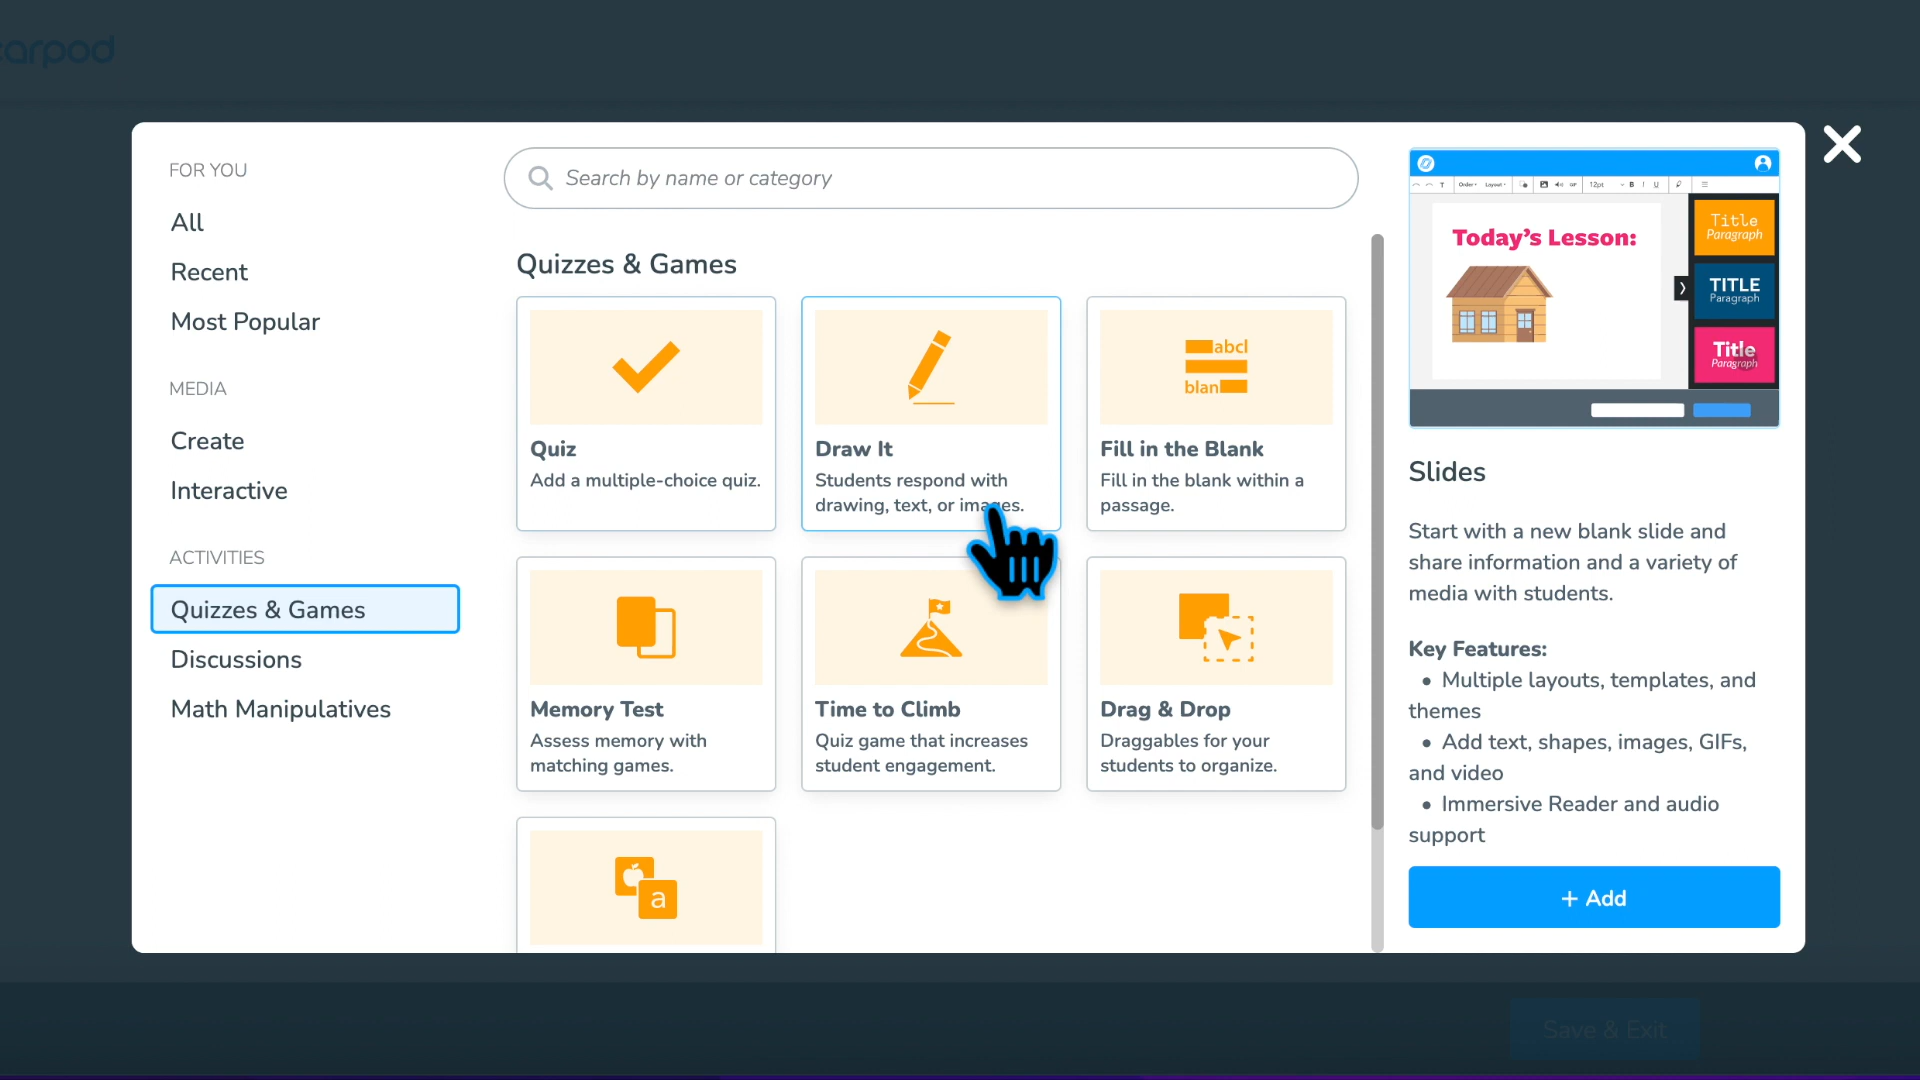 earpod
FOR YOU
All
Recent
Most Popular
MEDIA
Create
Interactive
ACTIVITIES
Quizzes & Games
Discussions
Math Manipulatives
Search by name or category
Quizzes & Games
Quiz
Add a multiple-choice quiz.
Draw It
Students respond with
drawing, text, or images.
abcl
blan
Fill in the Blank
Fill in the blank within a
passage.
Memory Test
Assess memory with
matching games.
Time to Climb
Quiz game that increases
student engagement.
Drag & Drop
Draggables for your
students to organize.
a
T
Order
Layout
GIF
12pt
B
I
U
Today's Lesson:
Title
Paragraph
TITLE
Paragraph
Title
Paragraph
Slides
Start with a new blank slide and
share information and a variety of
media with students.
Key Features:
• Multiple layouts, templates, and
themes
• Add text, shapes, images, GIFs,
and video
• Immersive Reader and audio
support
+ Add
Save & Exit